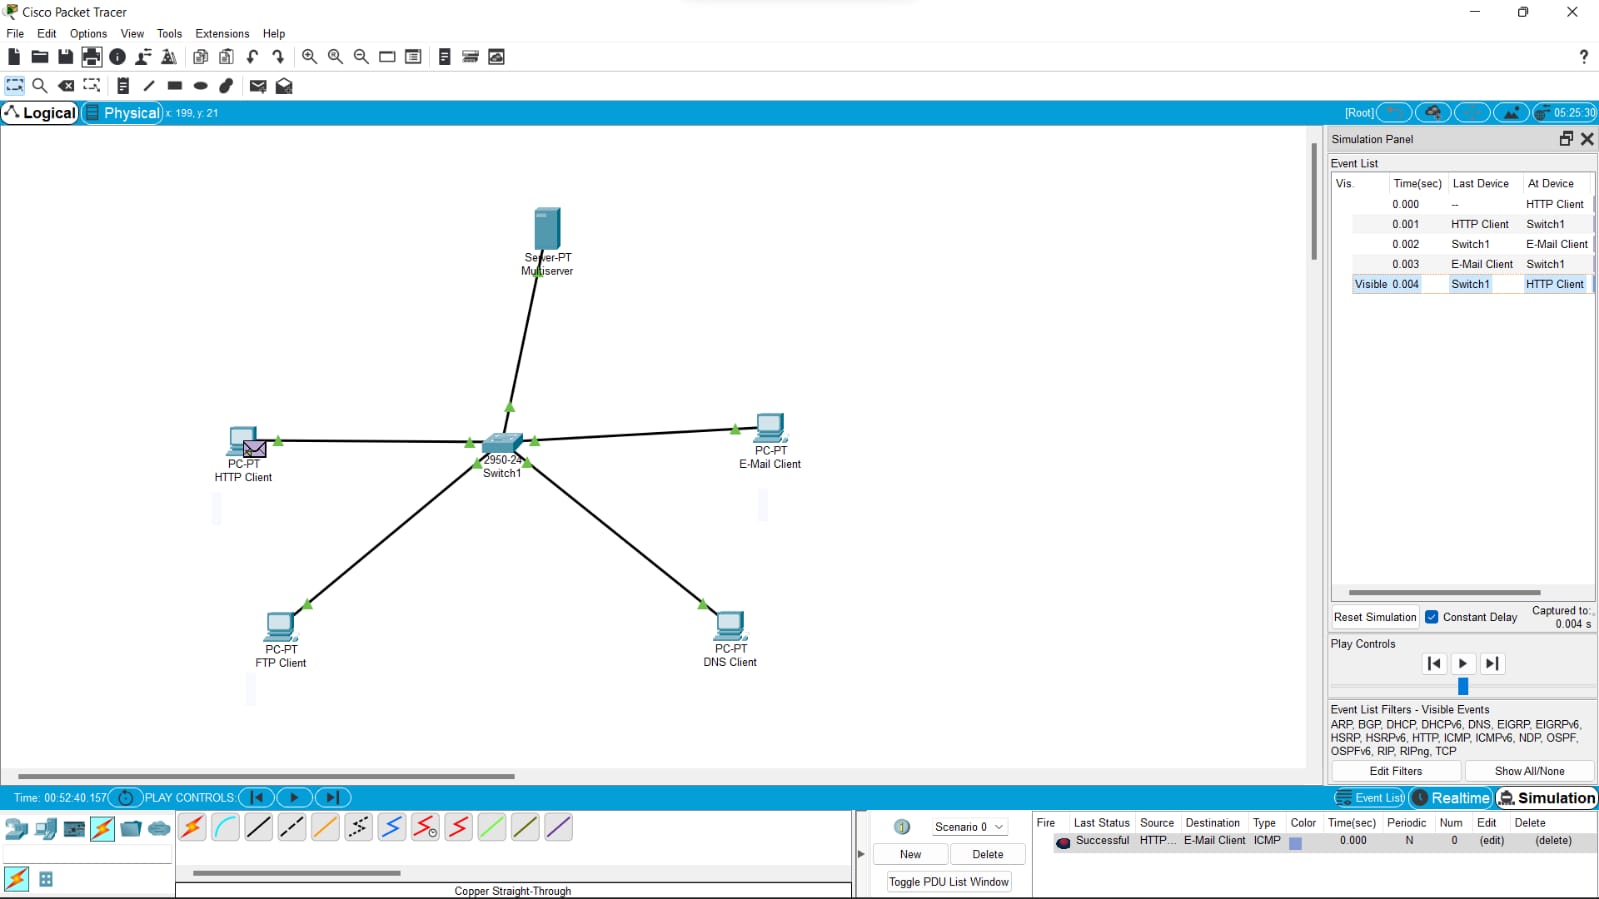 Cisco Packet Tracer
File Edit Options View Tools Extensions Help
?
Logical Physical x: 199, y: 21 [Root] 05:25:30
Simulation Panel
Event List
Vis. Time(sec) Last Device At Device
0.000 -- HTTP Client
0.001 HTTP Client Switch1
0.002 Switch1 E-Mail Client
0.003 E-Mail Client Switch1
Visible 0.004 Switch1 HTTP Client
Server-PT
Multiserver
PC-PT
HTTP Client
2950-24
Switch1
PC-PT
E-Mail Client
PC-PT
FTP Client
PC-PT
DNS Client
Reset Simulation Constant Delay Captured to:
0.004 s
Play Controls
Event List Filters - Visible Events
ARP, BGP, DHCP, DHCPv6, DNS, EIGRP, EIGRPv6,
HSRP, HSRPv6, HTTP, ICMP, ICMPv6, NDP, OSPF,
OSPFv6, RIP, RIPng, TCP
Edit Filters Show All/None
Time: 00:52:40.157 PLAY CONTROLS: Event List Realtime Simulation
Scenario 0
New Delete
Toggle PDU List Window
Fire Last Status Source Destination Type Color Time(sec) Periodic Num Edit Delete
Successful HTTP... E-Mail Client ICMP 0.000 N 0 (edit) (delete)
Copper Straight-Through